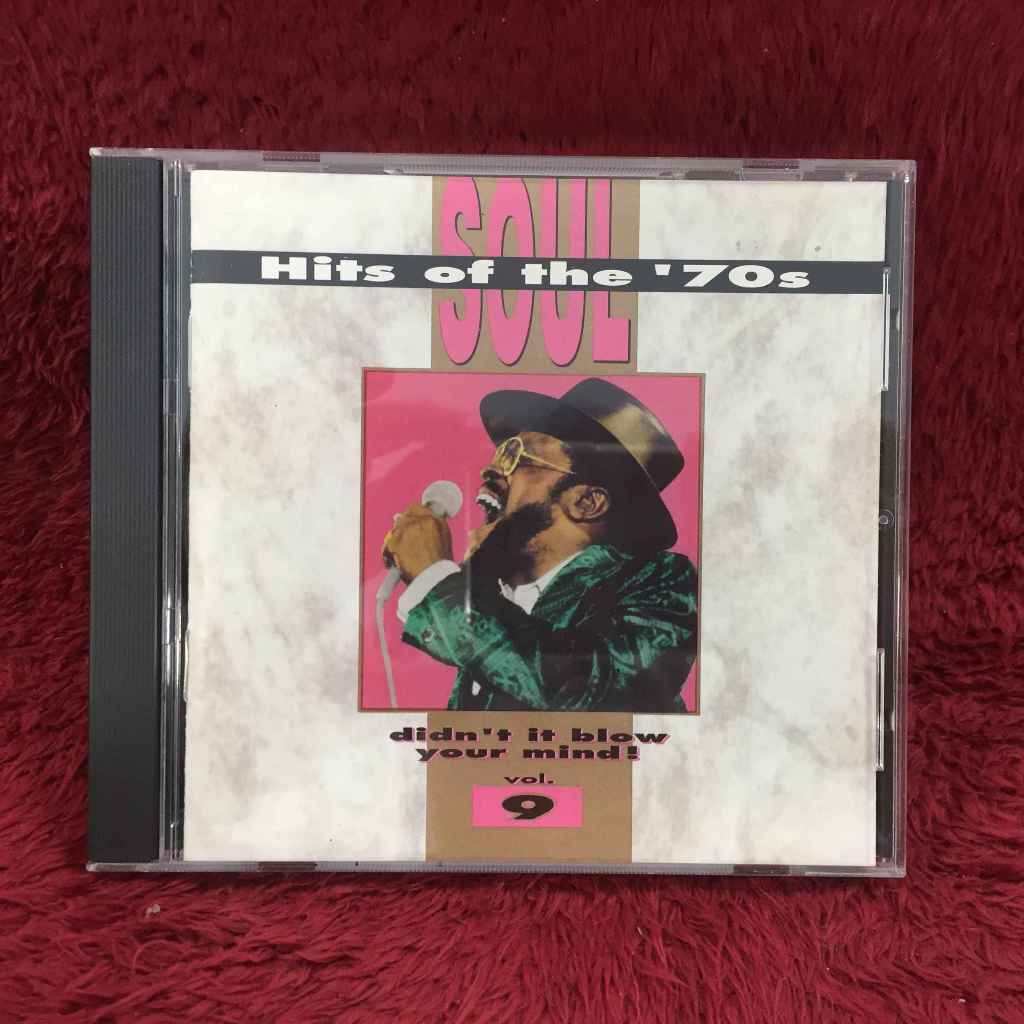 SOUL
Hits of the '70s
didn't it blow
your mind!
vol.
9